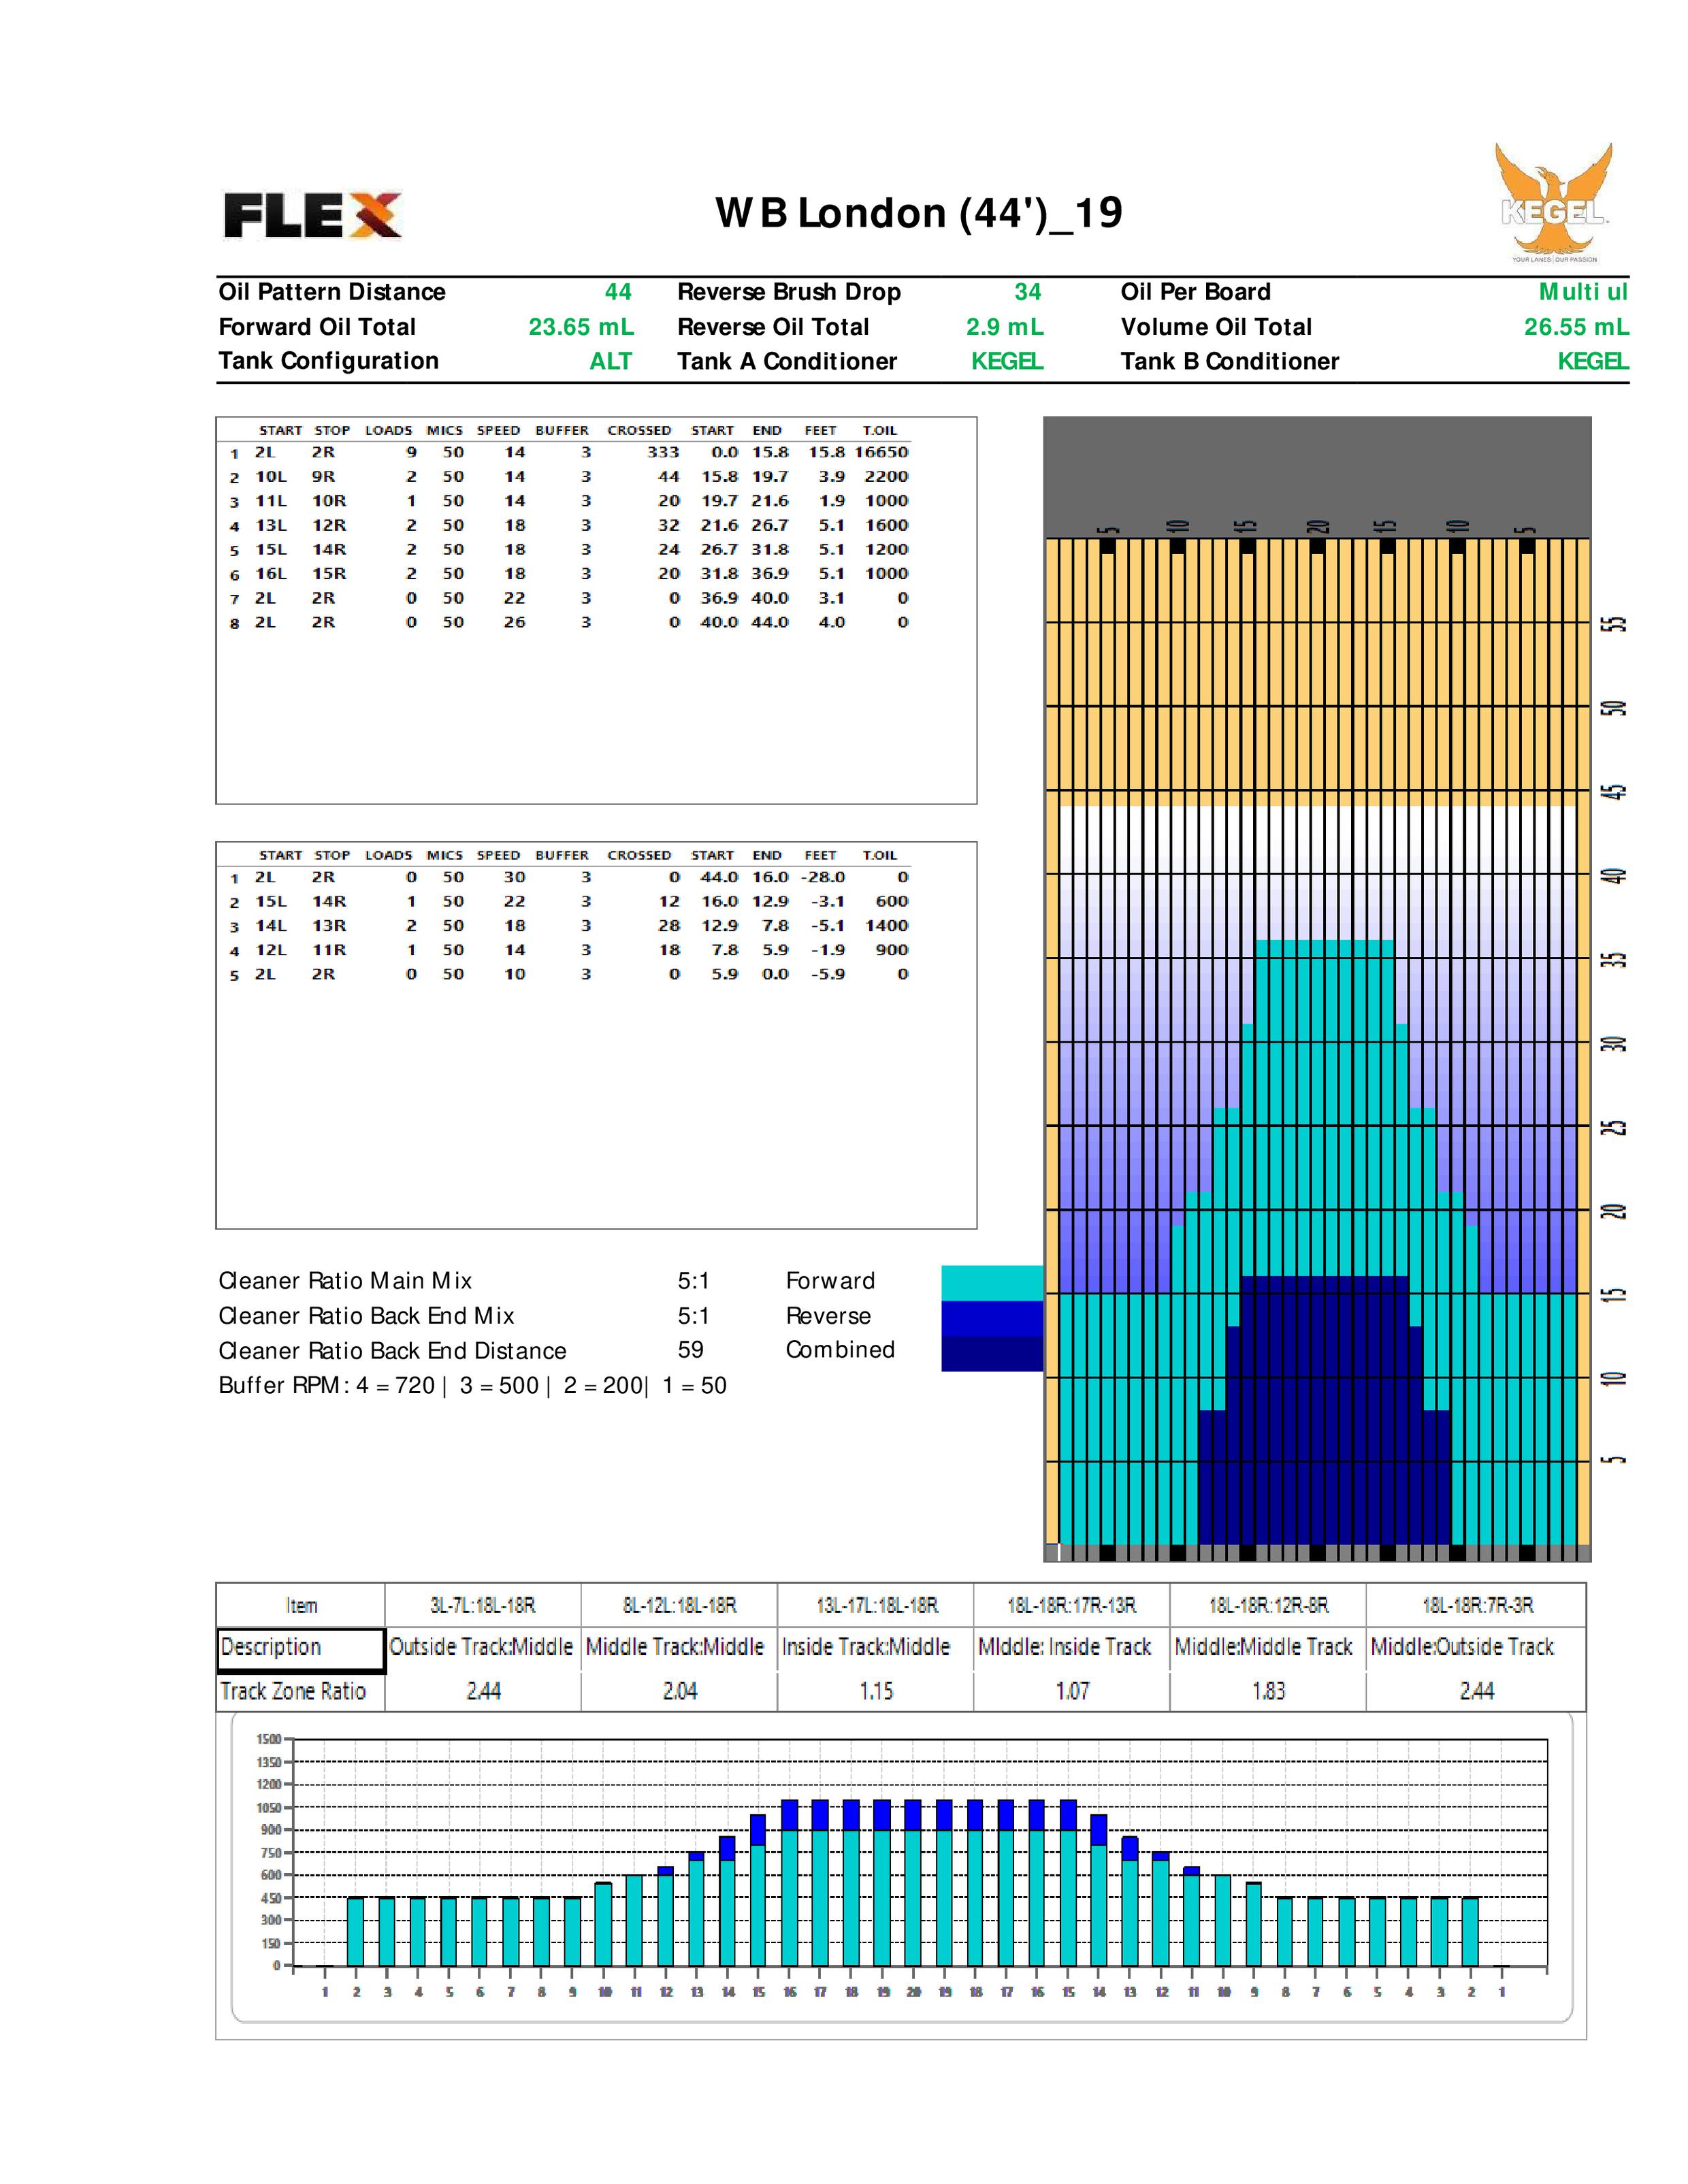 FLEX
WB London (44')_19
KEGEL
YOUR LANES | OUR PASSION
Oil Pattern Distance 44 Reverse Brush Drop 34 Oil Per Board Multi ul
Forward Oil Total 23.65 mL Reverse Oil Total 2.9 mL Volume Oil Total 26.55 mL
Tank Configuration ALT Tank A Conditioner KEGEL Tank B Conditioner KEGEL
START STOP LOADS MICS SPEED BUFFER CROSSED START END FEET T.OIL
1 2L 2R 9 50 14 3 333 0.0 15.8 15.8 16650
2 10L 9R 2 50 14 3 44 15.8 19.7 3.9 2200
3 11L 10R 1 50 14 3 20 19.7 21.6 1.9 1000
4 13L 12R 2 50 18 3 32 21.6 26.7 5.1 1600
5 15L 14R 2 50 18 3 24 26.7 31.8 5.1 1200
6 16L 15R 2 50 18 3 20 31.8 36.9 5.1 1000
7 2L 2R 0 50 22 3 0 36.9 40.0 3.1 0
8 2L 2R 0 50 26 3 0 40.0 44.0 4.0 0
START STOP LOADS MICS SPEED BUFFER CROSSED START END FEET T.OIL
1 2L 2R 0 50 30 3 0 44.0 16.0 -28.0 0
2 15L 14R 1 50 22 3 12 16.0 12.9 -3.1 600
3 14L 13R 2 50 18 3 28 12.9 7.8 -5.1 1400
4 12L 11R 1 50 14 3 18 7.8 5.9 -1.9 900
5 2L 2R 0 50 10 3 0 5.9 0.0 -5.9 0
5 10 15 20 15 10 5
55
50
45
40
35
30
25
20
15
10
5
Cleaner Ratio Main Mix 5:1 Forward
Cleaner Ratio Back End Mix 5:1 Reverse
Cleaner Ratio Back End Distance 59 Combined
Buffer RPM: 4 = 720 | 3 = 500 | 2 = 200| 1 = 50
Item 3L-7L:18L-18R 8L-12L:18L-18R 13L-17L:18L-18R 18L-18R:17R-13R 18L-18R:12R-8R 18L-18R:7R-3R
Description Outside Track:Middle Middle Track:Middle Inside Track:Middle MIddle: Inside Track Middle:Middle Track Middle:Outside Track
Track Zone Ratio 2.44 2.04 1.15 1.07 1.83 2.44
1500
1350
1200
1050
900
750
600
450
300
150
0
1 2 3 4 5 6 7 8 9 10 11 12 13 14 15 16 17 18 19 20 19 18 17 16 15 14 13 12 11 10 9 8 7 6 5 4 3 2 1